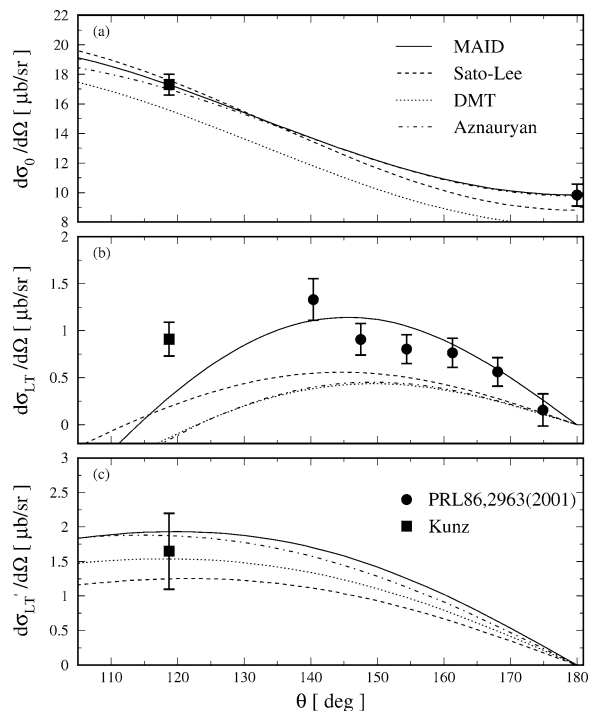 22
20
18
16
14
12
10
8
dσ₀/dΩ [ μb/sr ]
(a)
MAID
Sato-Lee
DMT
Aznauryan
2
1.5
1
0.5
0
dσ_LT/dΩ [ μb/sr ]
(b)
3
2.5
2
1.5
1
0.5
0
dσ_LT'/dΩ [ μb/sr ]
(c)
PRL86,2963(2001)
Kunz
110 120 130 140 150 160 170 180
θ [ deg ]